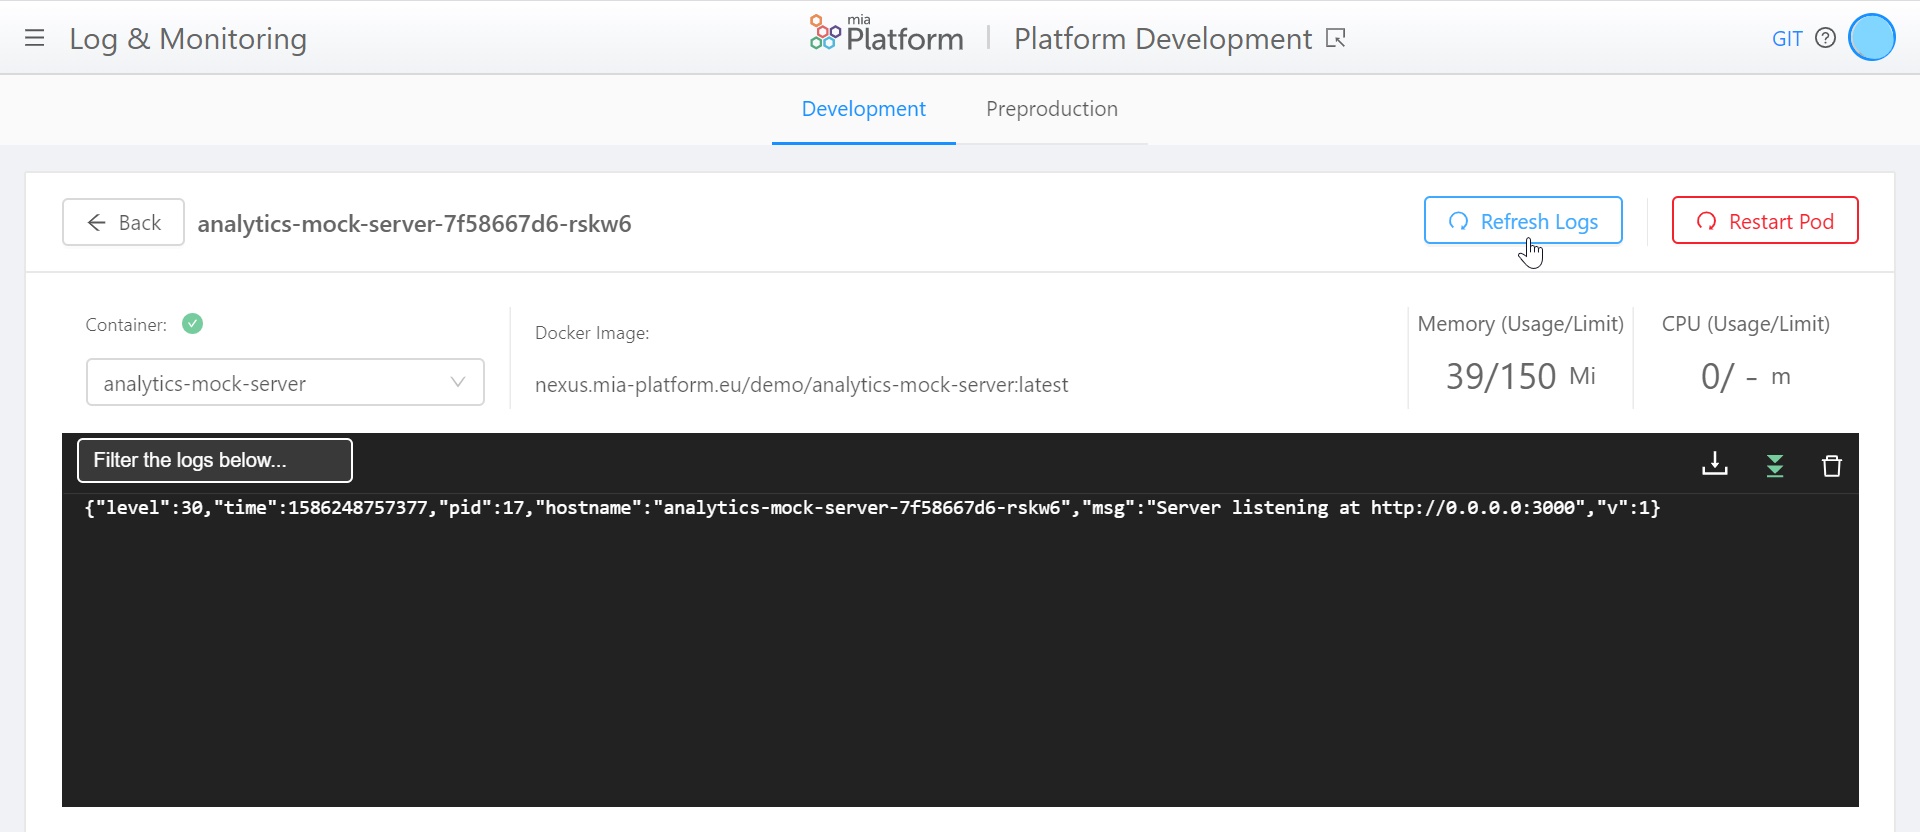 Log & Monitoring
mia
Platform
Platform Development
GIT
Development
Preproduction
Back
analytics-mock-server-7f58667d6-rskw6
Refresh Logs
Restart Pod
Container:
analytics-mock-server
Docker Image:
nexus.mia-platform.eu/demo/analytics-mock-server:latest
Memory (Usage/Limit)
39/150 Mi
CPU (Usage/Limit)
0/ - m
Filter the logs below...
{"level":30,"time":1586248757377,"pid":17,"hostname":"analytics-mock-server-7f58667d6-rskw6","msg":"Server listening at http://0.0.0.0:3000","v":1}